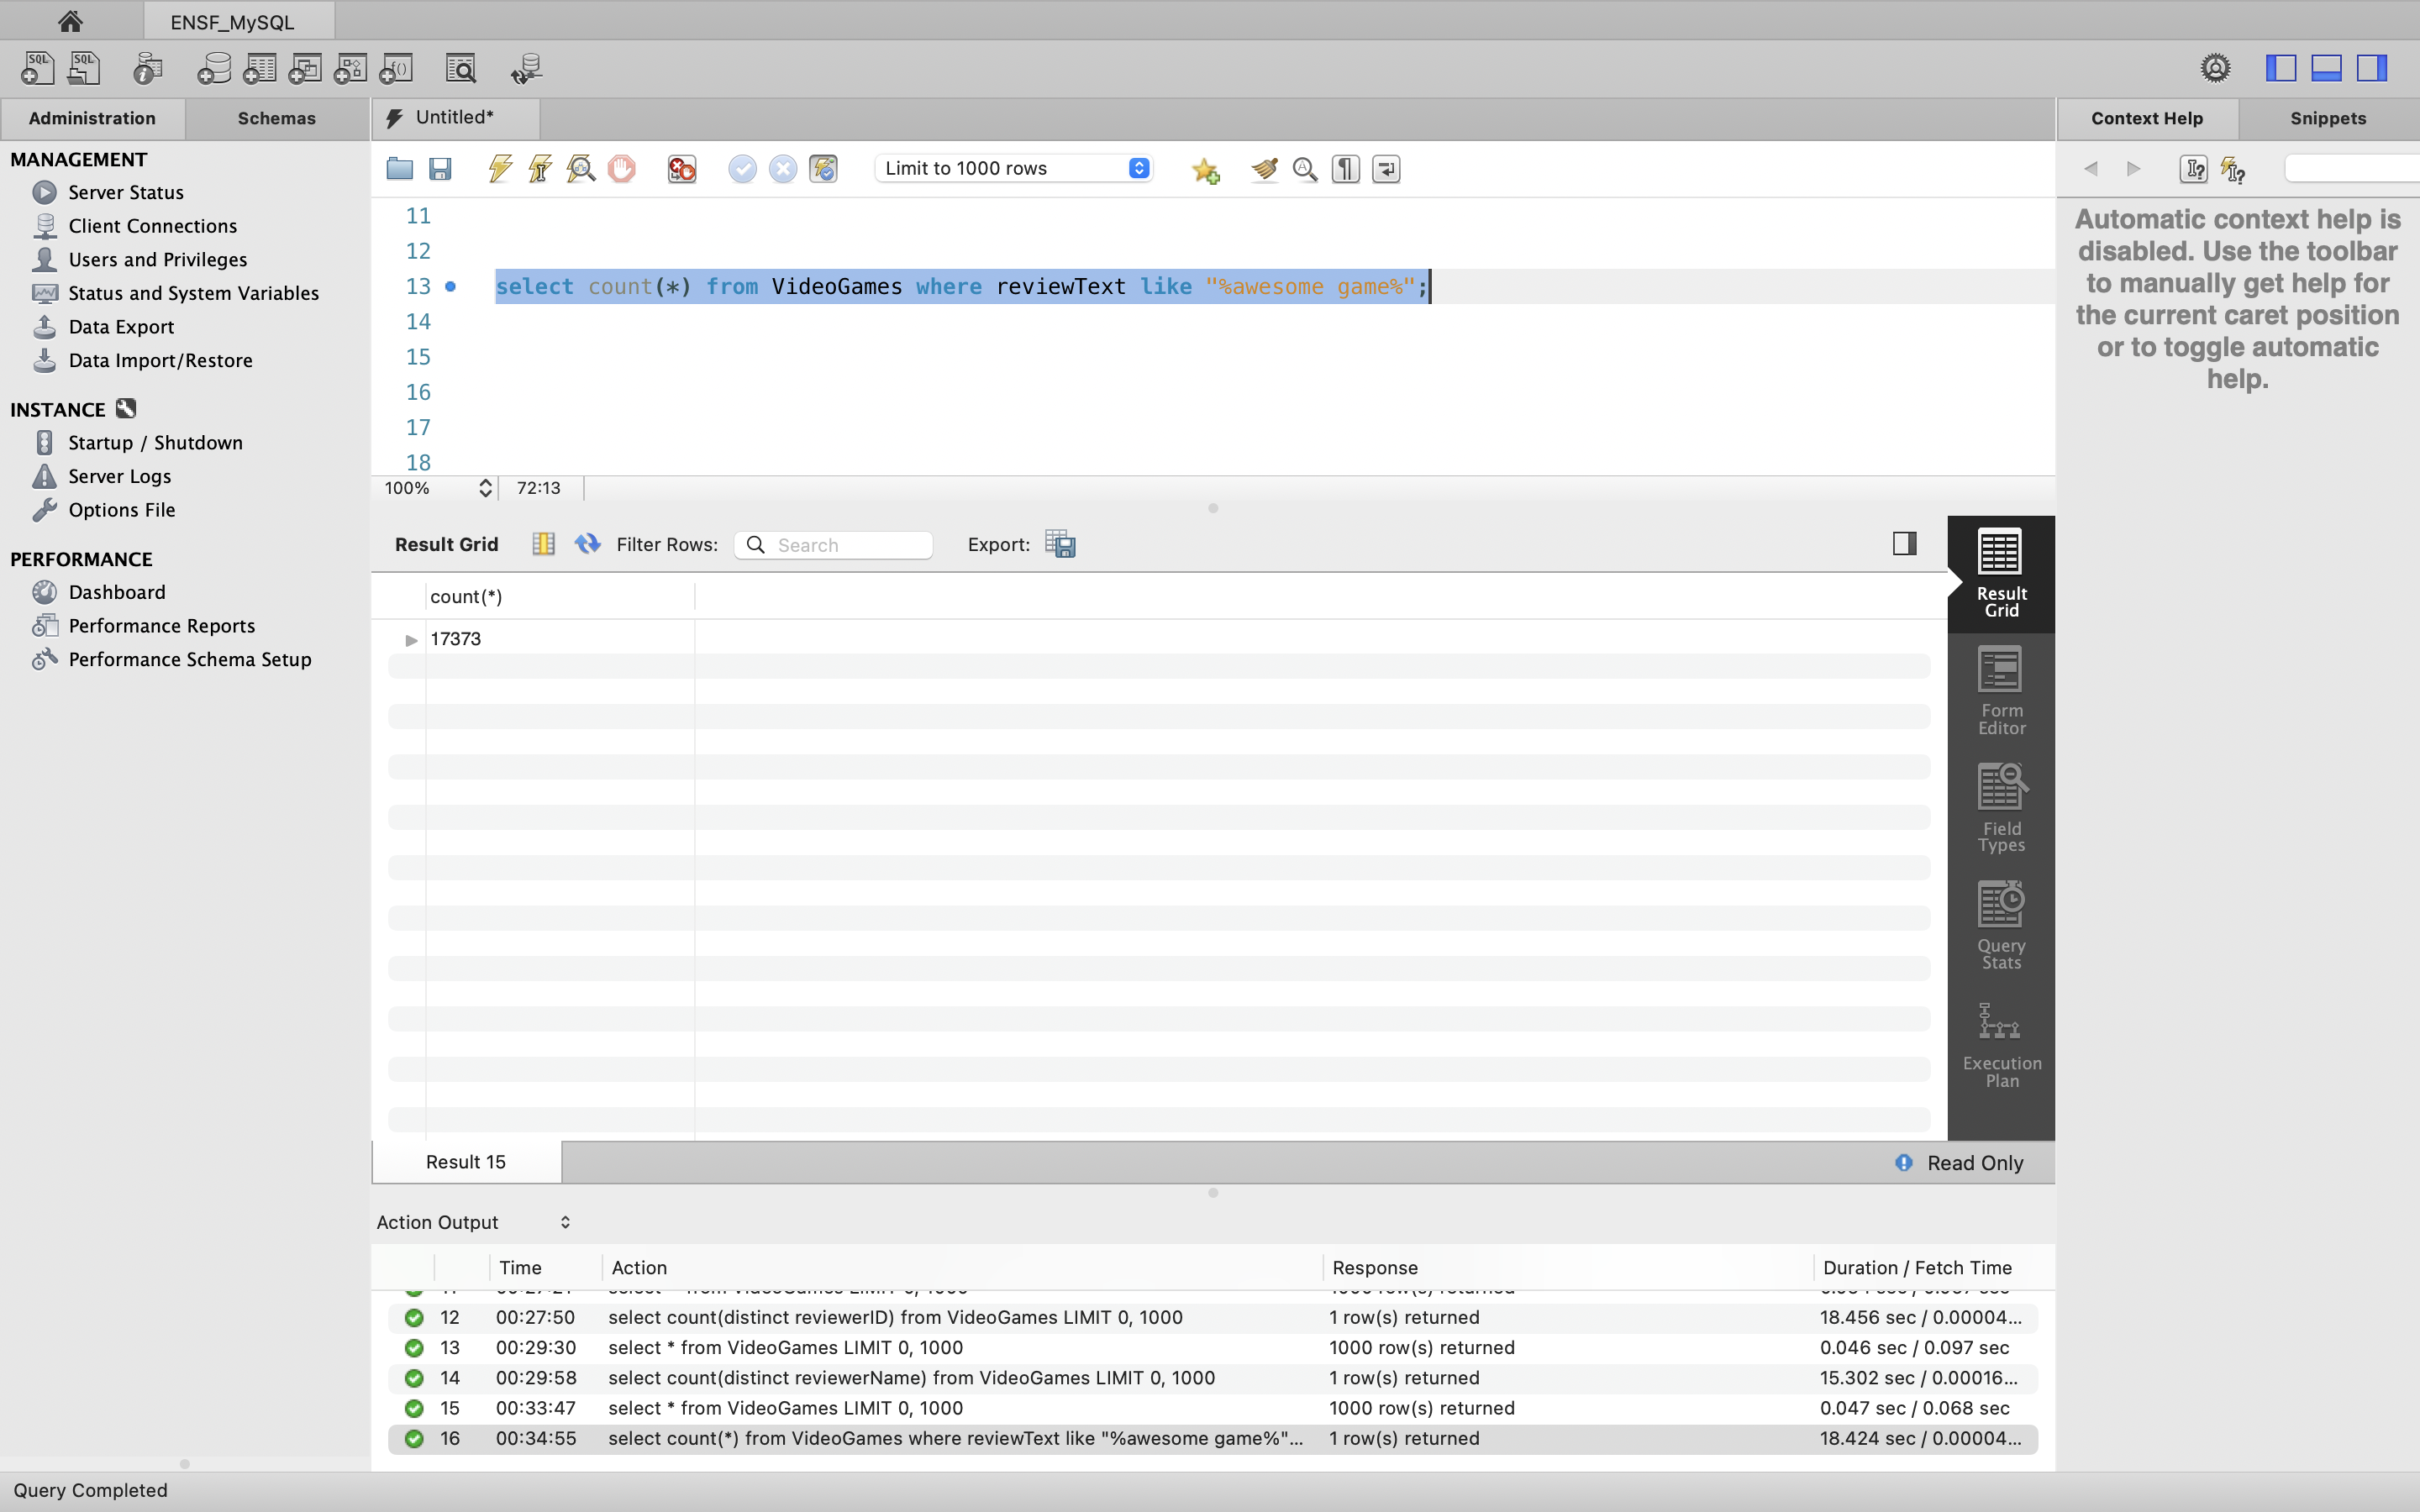 ENSF_MySQL
Administration
Schemas
Untitled*
Context Help
Snippets
MANAGEMENT
Server Status
Client Connections
Users and Privileges
Status and System Variables
Data Export
Data Import/Restore
INSTANCE
Startup / Shutdown
Server Logs
Options File
PERFORMANCE
Dashboard
Performance Reports
Performance Schema Setup
Limit to 1000 rows
11
12
13 select count(*) from VideoGames where reviewText like "%awesome game%";
14
15
16
17
18
100% 72:13
Automatic context help is
disabled. Use the toolbar
to manually get help for
the current caret position
or to toggle automatic
help.
Result Grid Filter Rows: Search Export:
count(*)
17373
Result
Grid
Form
Editor
Field
Types
Query
Stats
Execution
Plan
Result 15
Read Only
Action Output
Time Action Response Duration / Fetch Time
12 00:27:50 select count(distinct reviewerID) from VideoGames LIMIT 0, 1000 1 row(s) returned 18.456 sec / 0.00004...
13 00:29:30 select * from VideoGames LIMIT 0, 1000 1000 row(s) returned 0.046 sec / 0.097 sec
14 00:29:58 select count(distinct reviewerName) from VideoGames LIMIT 0, 1000 1 row(s) returned 15.302 sec / 0.00016...
15 00:33:47 select * from VideoGames LIMIT 0, 1000 1000 row(s) returned 0.047 sec / 0.068 sec
16 00:34:55 select count(*) from VideoGames where reviewText like "%awesome game%"... 1 row(s) returned 18.424 sec / 0.00004...
Query Completed